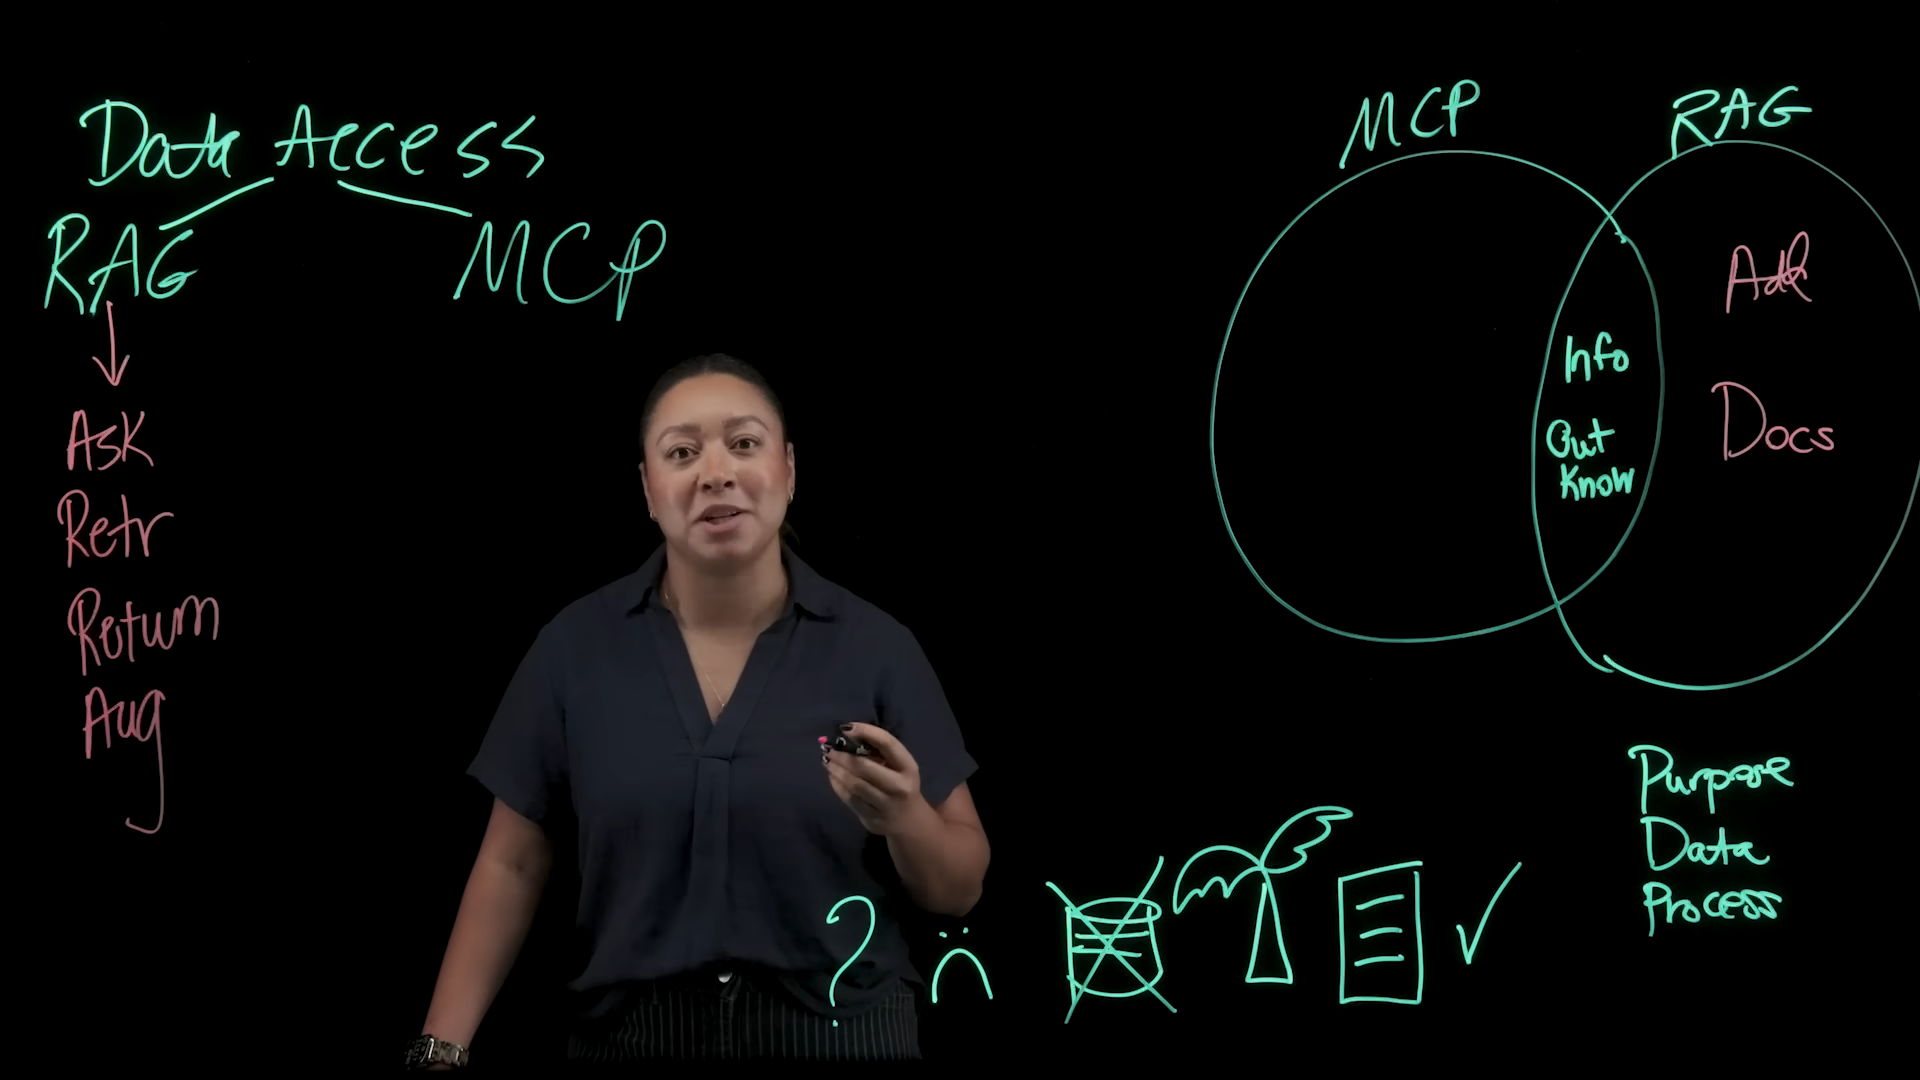 Data Access
RAG MCP
Ask
Retr
Return
Aug
MCP RAG
Info
Out
Know
Add
Docs
Purpose
Data
Process
?